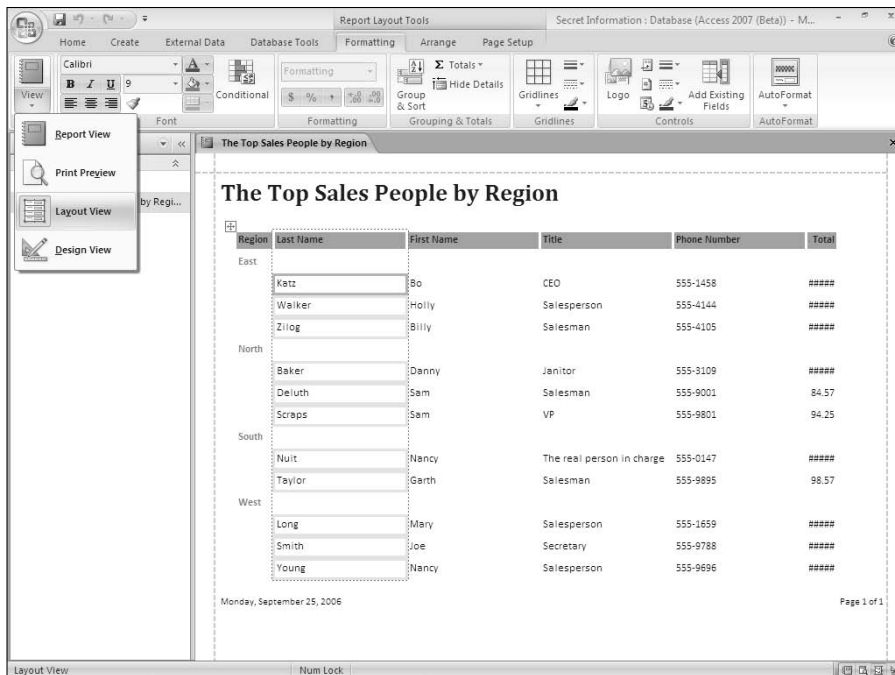 Report Layout Tools
Secret Information : Database (Access 2007 (Beta)) - M...
Home Create External Data Database Tools Formatting Arrange Page Setup
View
Calibri
B I U 9
Font
Conditional
Formatting
$ % ,
Formatting
Group & Sort
Σ Totals
Hide Details
Grouping & Totals
Gridlines
Gridlines
Logo
Add Existing Fields
Controls
AutoFormat
AutoFormat
Report View
Print Preview
Layout View
Design View
by Regi...
The Top Sales People by Region
The Top Sales People by Region
Region Last Name First Name Title Phone Number Total
East
Katz Bo CEO 555-1458 #####
Walker Holly Salesperson 555-4144 #####
Zilog Billy Salesman 555-4105 #####
North
Baker Danny Janitor 555-3109 #####
Deluth Sam Salesman 555-9001 84.57
Scraps Sam VP 555-9801 94.25
South
Nuit Nancy The real person in charge 555-0147 #####
Taylor Garth Salesman 555-9895 98.57
West
Long Mary Salesperson 555-1659 #####
Smith Joe Secretary 555-9788 #####
Young Nancy Salesperson 555-9696 #####
Monday, September 25, 2006 Page 1 of 1
Layout View Num Lock